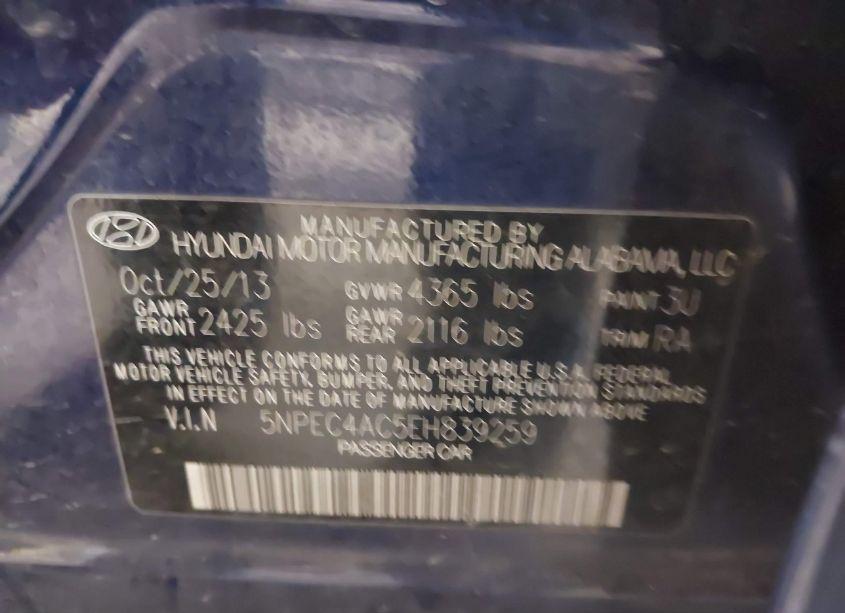 MANUFACTURED BY
HYUNDAI MOTOR MANUFACTURING ALABAMA, LLC
Oct/25/13 GVWR 4365 lbs PAINT 3U
GAWR FRONT 2425 lbs GAWR REAR 2116 lbs TRIM RA
THIS VEHICLE CONFORMS TO ALL APPLICABLE U.S.A. FEDERAL
MOTOR VEHICLE SAFETY, BUMPER, AND THEFT PREVENTION STANDARDS
IN EFFECT ON THE DATE OF MANUFACTURE SHOWN ABOVE
V.I.N 5NPEC4AC5EH839259
PASSENGER CAR